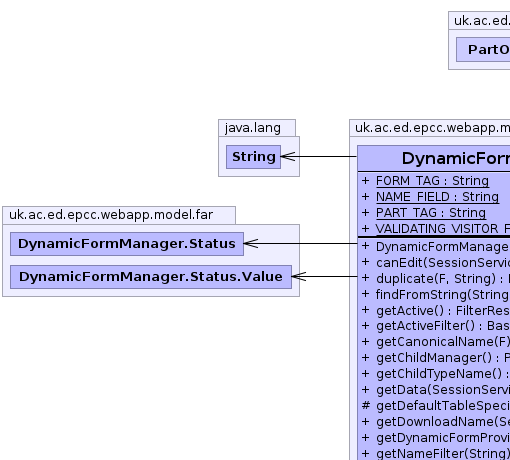 uk.ac.ed.
PartO
java.lang
String
uk.ac.ed.epcc.webapp.m
DynamicForm
+ FORM_TAG : String
+ NAME_FIELD : String
+ PART_TAG : String
+ VALIDATING_VISITOR_F
uk.ac.ed.epcc.webapp.model.far
DynamicFormManager.Status
DynamicFormManager.Status.Value
+ DynamicFormManage
+ canEdit(SessionServic
+ duplicate(F, String) :
+ findFromString(String
+ getActive() : FilterRes
+ getActiveFilter() : Bas
+ getCanonicalName(F)
+ getChildManager() : P
+ getChildTypeName() :
+ getData(SessionServi
# getDefaultTableSpeci
+ getDownloadName(Se
+ getDynamicFormProvi
+ getNameFilter(String)